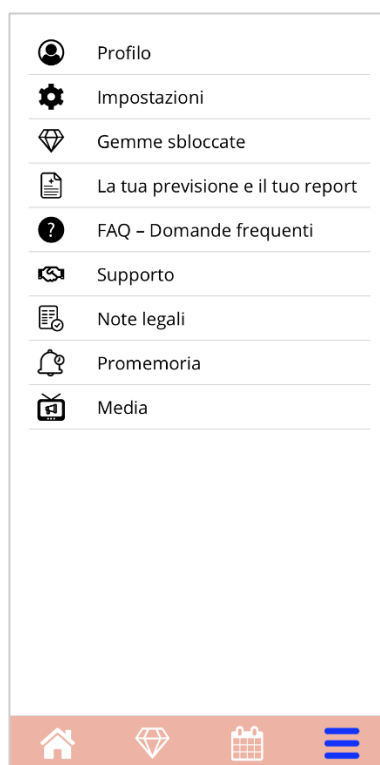 Profilo
Impostazioni
Gemme sbloccate
La tua previsione e il tuo report
FAQ – Domande frequenti
Supporto
Note legali
Promemoria
Media